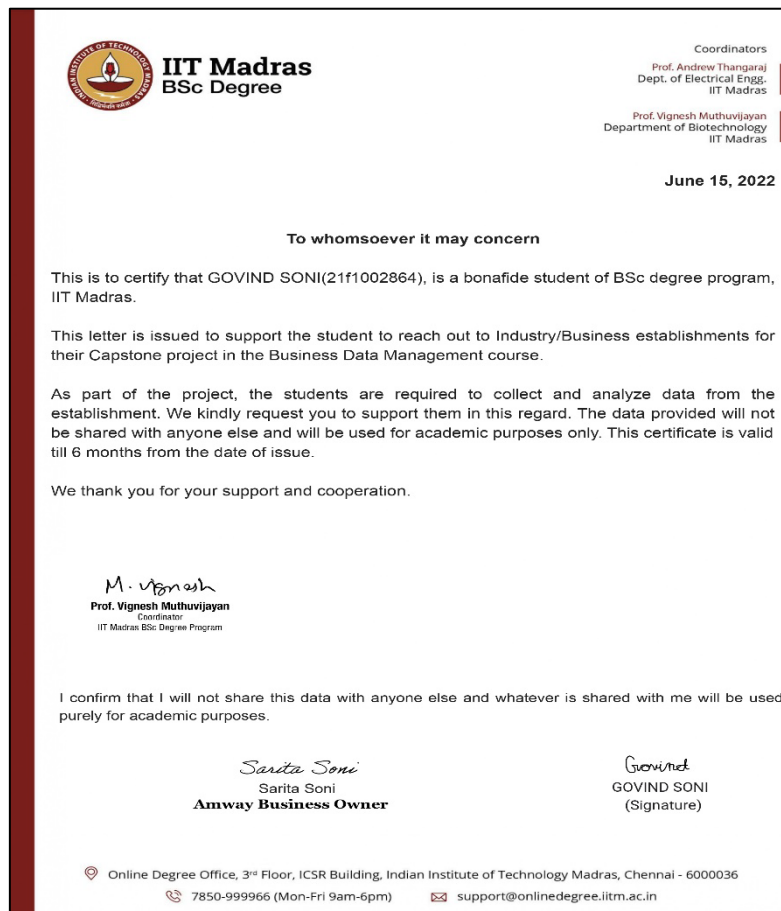 INDIAN INSTITUTE OF TECHNOLOGY MADRAS
IIT Madras
BSc Degree
Coordinators
Prof. Andrew Thangaraj
Dept. of Electrical Engg.
IIT Madras
Prof. Vignesh Muthuvijayan
Department of Biotechnology
IIT Madras
June 15, 2022
To whomsoever it may concern
This is to certify that GOVIND SONI(21f1002864), is a bonafide student of BSc degree program,
IIT Madras.
This letter is issued to support the student to reach out to Industry/Business establishments for
their Capstone project in the Business Data Management course.
As part of the project, the students are required to collect and analyze data from the
establishment. We kindly request you to support them in this regard. The data provided will not
be shared with anyone else and will be used for academic purposes only. This certificate is valid
till 6 months from the date of issue.
We thank you for your support and cooperation.
M. Vignesh
Prof. Vignesh Muthuvijayan
Coordinator
IIT Madras BSc Degree Program
I confirm that I will not share this data with anyone else and whatever is shared with me will be used
purely for academic purposes.
Sarita Soni
Sarita Soni
Amway Business Owner
Govind
GOVIND SONI
(Signature)
Online Degree Office, 3rd Floor, ICSR Building, Indian Institute of Technology Madras, Chennai - 6000036
7850-999966 (Mon-Fri 9am-6pm) support@onlinedegree.iitm.ac.in